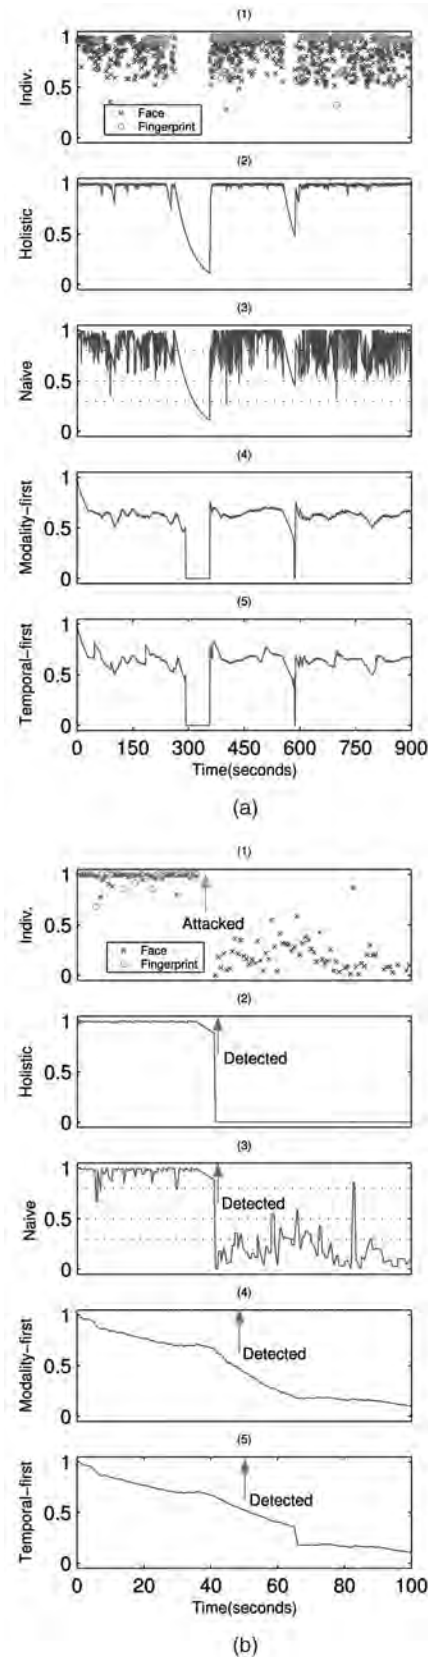 (1)
Indiv.
1
0.5
0
Face
Fingerprint
(2)
Holistic
1
0.5
0
(3)
Naive
1
0.5
0
(4)
Modality-first
1
0.5
0
(5)
Temporal-first
1
0.5
0
0 150 300 450 600 750 900
Time(seconds)
(a)
(1)
Indiv.
1
0.5
0
Attacked
Face
Fingerprint
(2)
Holistic
1
0.5
0
Detected
(3)
Naive
1
0.5
0
Detected
(4)
Modality-first
1
0.5
0
Detected
(5)
Temporal-first
1
0.5
0
Detected
0 20 40 60 80 100
Time(seconds)
(b)